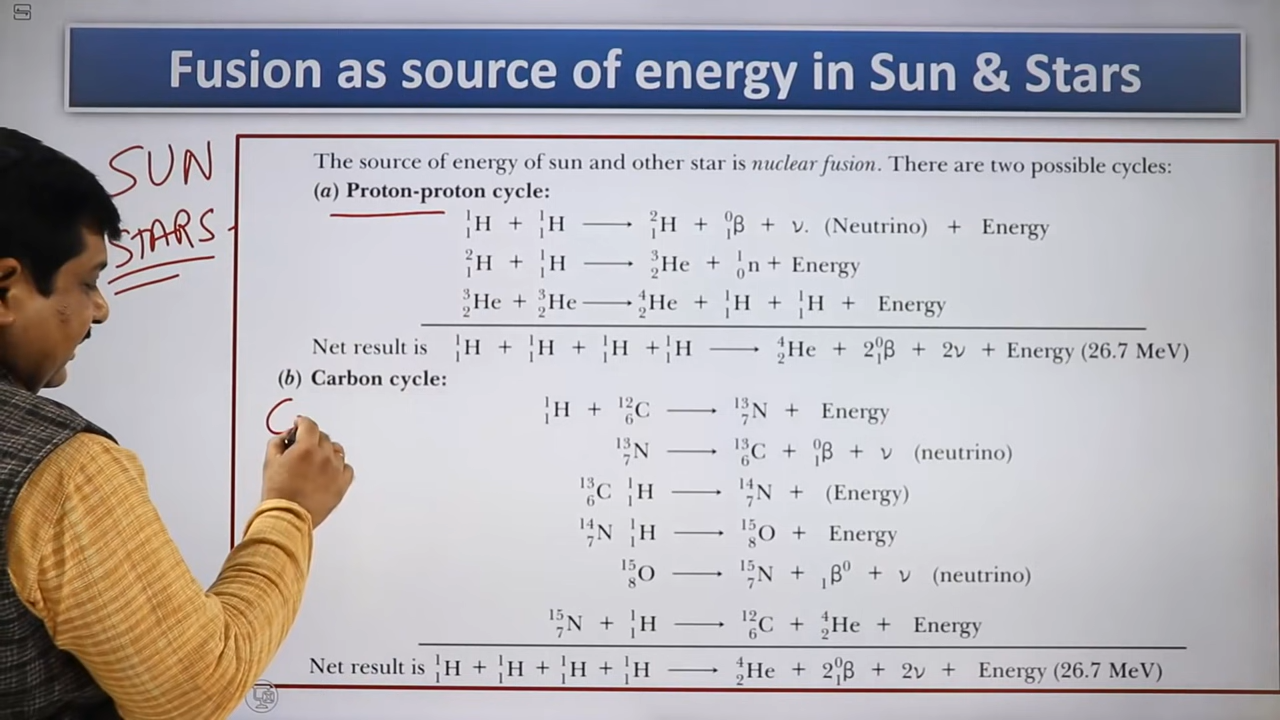 Fusion as source of energy in Sun & Stars
SUN
STARS
The source of energy of sun and other star is nuclear fusion. There are two possible cycles:
(a) Proton-proton cycle:
¹₁H + ¹₁H ⟶ ²₁H + ⁰₁β + ν. (Neutrino) + Energy
²₁H + ¹₁H ⟶ ³₂He + ¹₀n + Energy
³₂He + ³₂He ⟶ ⁴₂He + ¹₁H + ¹₁H + Energy
Net result is ¹₁H + ¹₁H + ¹₁H + ¹₁H ⟶ ⁴₂He + 2⁰₁β + 2ν + Energy (26.7 MeV)
(b) Carbon cycle:
C
¹₁H + ¹²₆C ⟶ ¹³₇N + Energy
¹³₇N ⟶ ¹³₆C + ⁰₁β + ν (neutrino)
¹³₆C ¹₁H ⟶ ¹⁴₇N + (Energy)
¹⁴₇N ¹₁H ⟶ ¹⁵₈O + Energy
¹⁵₈O ⟶ ¹⁵₇N + ₁β⁰ + ν (neutrino)
¹⁵₇N + ¹₁H ⟶ ¹²₆C + ⁴₂He + Energy
Net result is ¹₁H + ¹₁H + ¹₁H + ¹₁H ⟶ ⁴₂He + 2⁰₁β + 2ν + Energy (26.7 MeV)